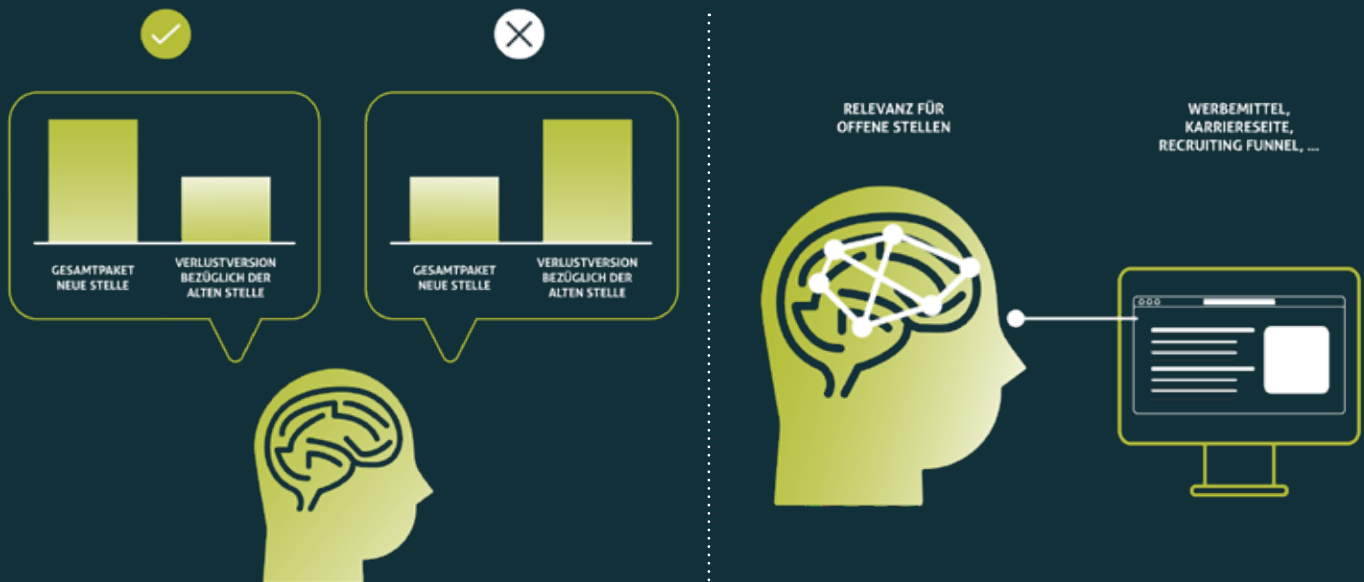 GESAMTPAKET
NEUE STELLE
VERLUSTVERSION
BEZÜGLICH DER
ALTEN STELLE
GESAMTPAKET
NEUE STELLE
VERLUSTVERSION
BEZÜGLICH DER
ALTEN STELLE
RELEVANZ FÜR
OFFENE STELLEN
WERBEMITTEL,
KARRIERESEITE,
RECRUITING FUNNEL, ...